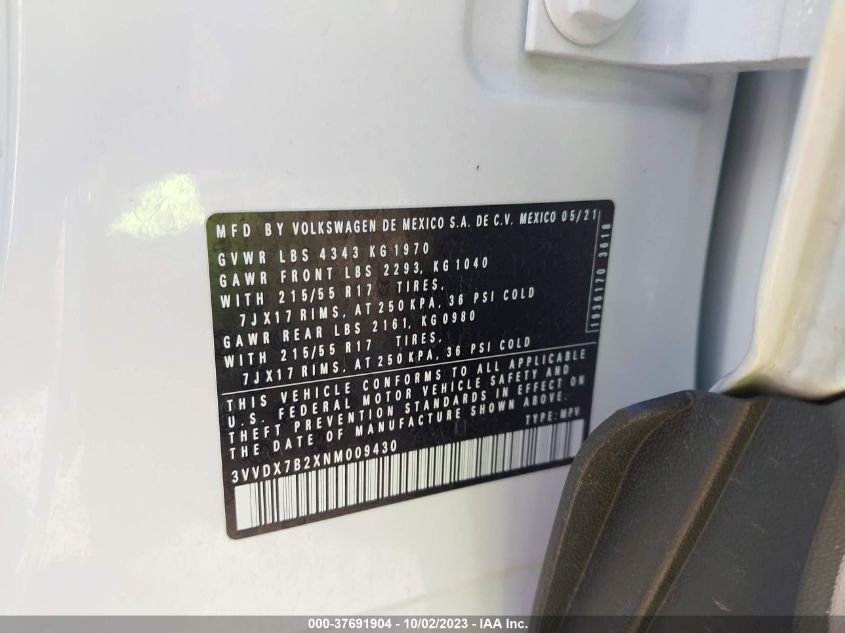 MFD BY VOLKSWAGEN DE MEXICO S.A. DE C.V. MEXICO 05/21
GVWR LBS 4343 KG 1970
GAWR FRONT LBS 2293, KG 1040
WITH 215/55 R17 TIRES,
7JX17 RIMS, AT 250 KPA, 36 PSI COLD
GAWR REAR LBS 2161, KG 0980
WITH 215/55 R17 TIRES,
7JX17 RIMS, AT 250 KPA, 36 PSI COLD
1936170 3618
THIS VEHICLE CONFORMS TO ALL APPLICABLE
U.S. FEDERAL MOTOR VEHICLE SAFETY AND
THEFT PREVENTION STANDARDS IN EFFECT ON
THE DATE OF MANUFACTURE SHOWN ABOVE.
TYPE: MPV
3VVDX7B2XNM009430
000-37691904 - 10/02/2023 - IAA Inc.